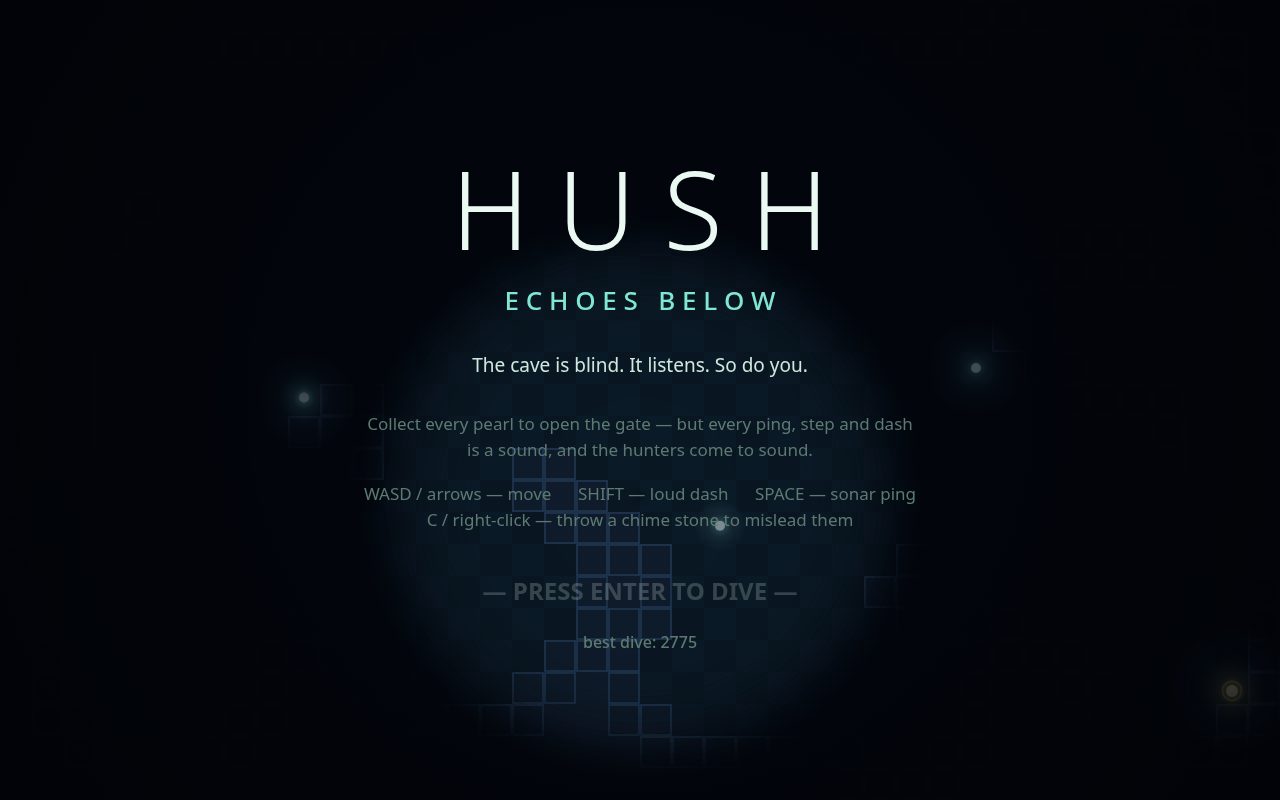 HUSH
ECHOES BELOW
The cave is blind. It listens. So do you.
Collect every pearl to open the gate — but every ping, step and dash
is a sound, and the hunters come to sound.
WASD / arrows — move SHIFT — loud dash SPACE — sonar ping
C / right-click — throw a chime stone to mislead them
— PRESS ENTER TO DIVE —
best dive: 2775